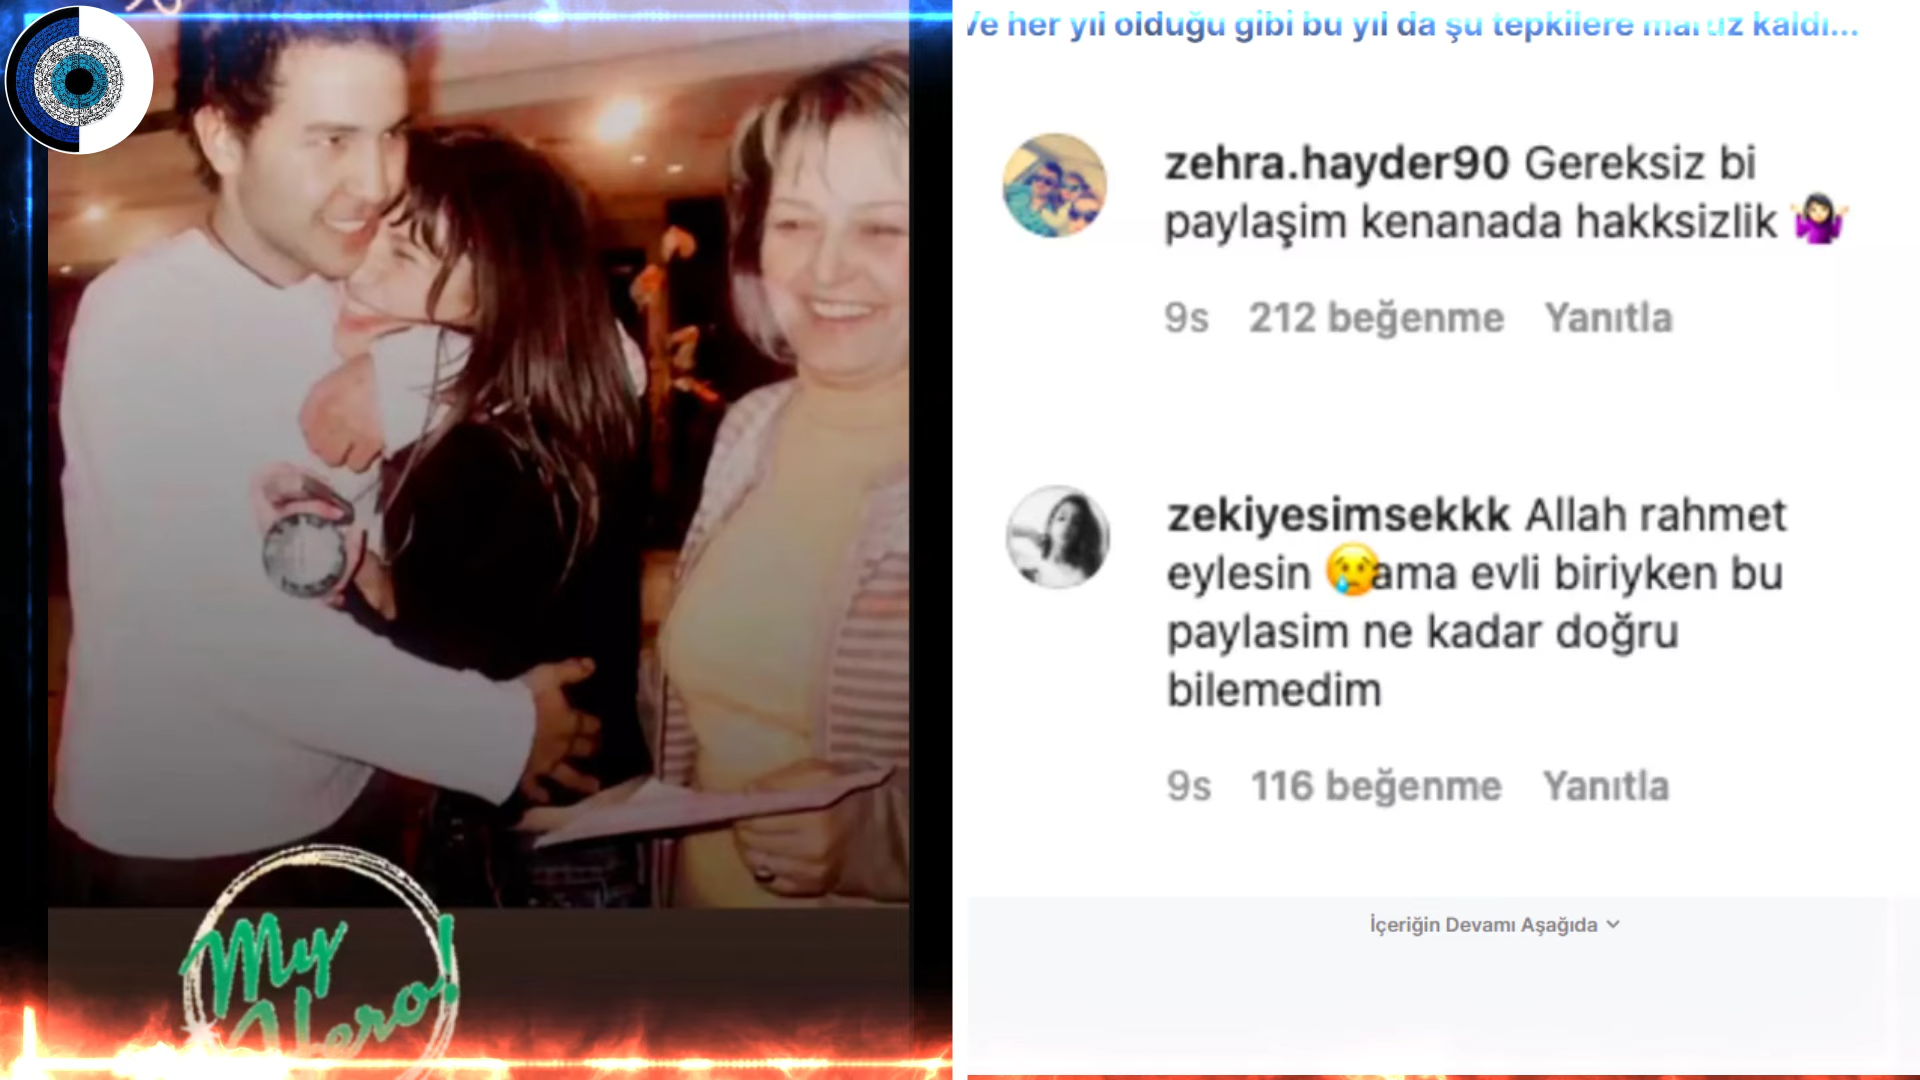 My
Hero!
Ve her yıl olduğu gibi bu yıl da şu tepkilere maruz kaldı...
zehra.hayder90 Gereksiz bi
paylaşim kenanada hakksizlik 🤷🏻‍♀️
9s 212 beğenme Yanıtla
zekiyesimsekkk Allah rahmet
eylesin 😢ama evli biriyken bu
paylasim ne kadar doğru
bilemedim
9s 116 beğenme Yanıtla
İçeriğin Devamı Aşağıda